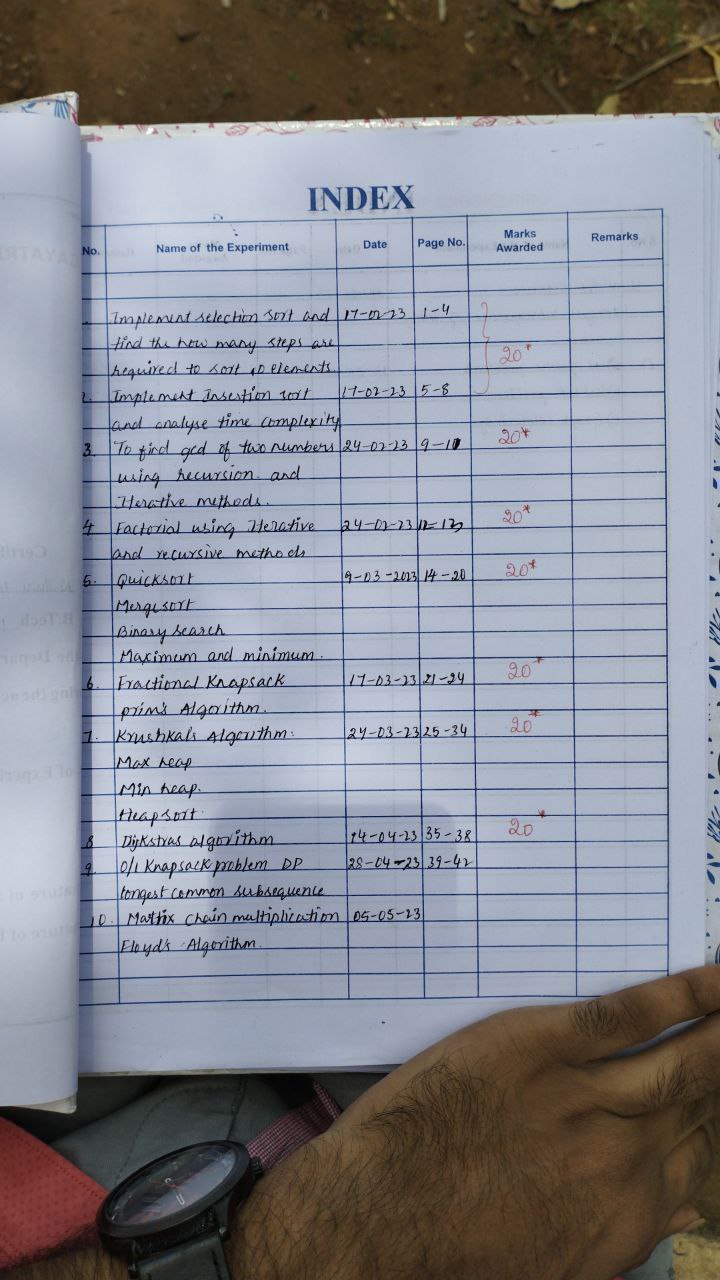 INDEX
No. Name of the Experiment Date Page No. Marks Awarded Remarks
Implement selection sort and 17-02-23 1-4
find the how many steps are
required to sort 10 elements 20*
2. Implement Insertion sort 17-02-23 5-8
and analyse time complexity
3. To find gcd of two numbers 24-02-23 9-11 20*
using recursion and
Iterative methods.
4 Factorial using Iterative 24-02-23 12-13 20*
and recursive methods
5. Quicksort 9-03-2023 14-20 20*
Mergesort
Binary search
Maximum and minimum.
6. Fractional Knapsack 17-03-23 21-24 20*
prim's Algorithm.
7. Krushkals Algorithm: 24-03-23 25-34 20*
Max heap
Min heap.
Heapsort.
8 Dijkstras algorithm 14-04-23 35-38 20*
9. 0/1 Knapsack problem DP 28-04-23 39-42
longest common subsequence
10. Matrix chain multiplication 05-05-23
Floyd's Algorithm.